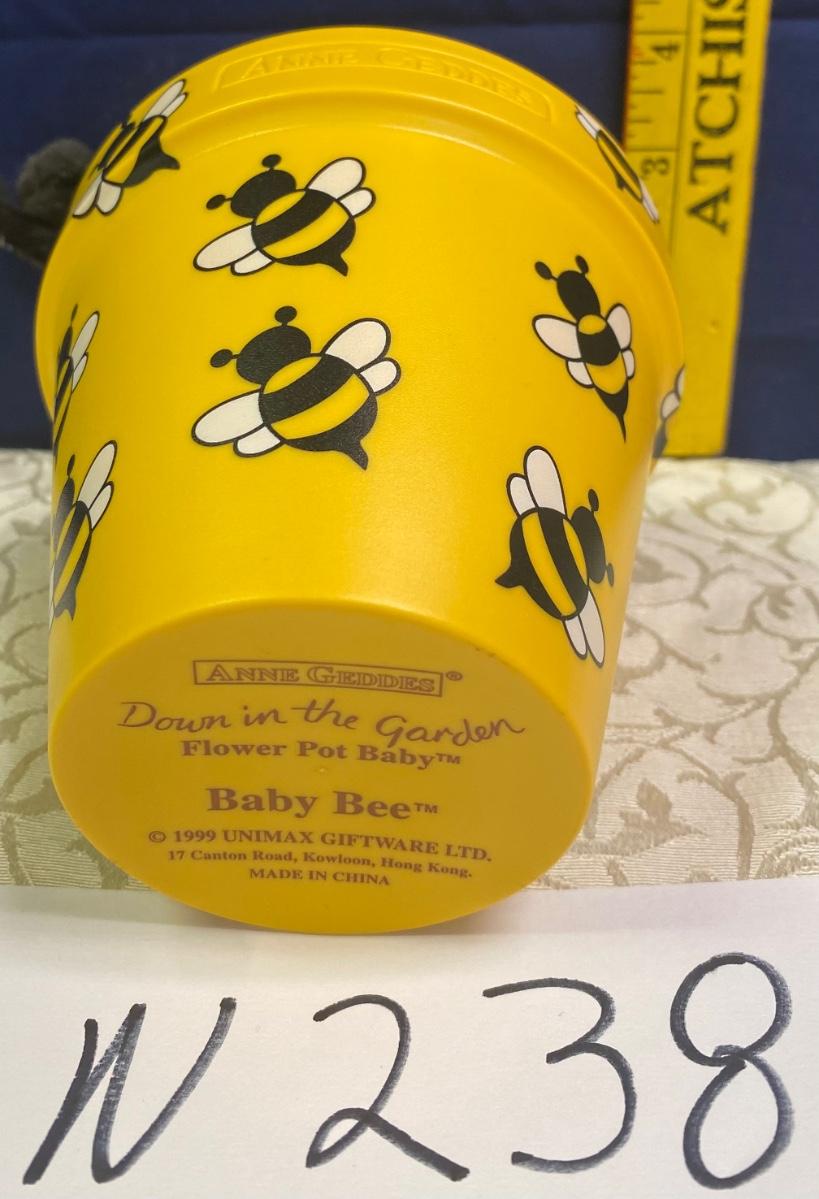 ANNE GEDDES
4
3
ATCHIS
ANNE GEDDES®
Down in the Garden
Flower Pot Baby™
Baby Bee™
© 1999 UNIMAX GIFTWARE LTD.
17 Canton Road, Kowloon, Hong Kong.
MADE IN CHINA
N 238